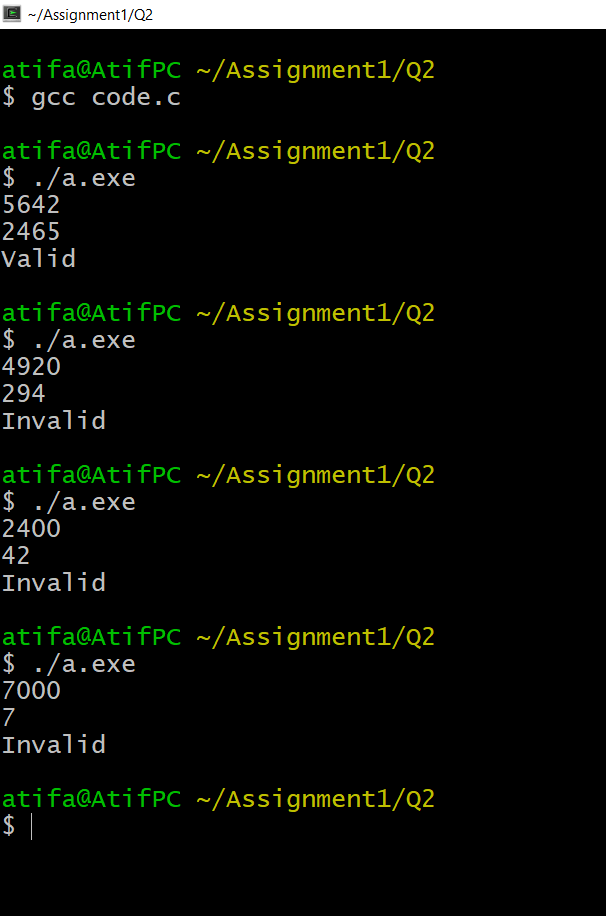 ~/Assignment1/Q2
atifa@AtifPC ~/Assignment1/Q2
$ gcc code.c
atifa@AtifPC ~/Assignment1/Q2
$ ./a.exe
5642
2465
Valid
atifa@AtifPC ~/Assignment1/Q2
$ ./a.exe
4920
294
Invalid
atifa@AtifPC ~/Assignment1/Q2
$ ./a.exe
2400
42
Invalid
atifa@AtifPC ~/Assignment1/Q2
$ ./a.exe
7000
7
Invalid
atifa@AtifPC ~/Assignment1/Q2
$